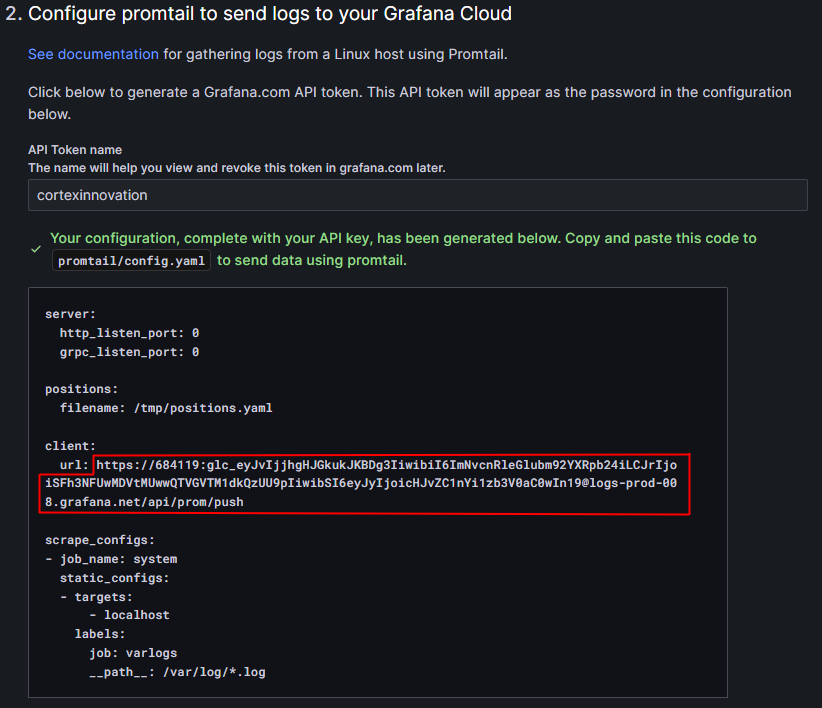 2. Configure promtail to send logs to your Grafana Cloud
See documentation for gathering logs from a Linux host using Promtail.
Click below to generate a Grafana.com API token. This API token will appear as the password in the configuration
below.
API Token name
The name will help you view and revoke this token in grafana.com later.
cortexinnovation
Your configuration, complete with your API key, has been generated below. Copy and paste this code to
promtail/config.yaml to send data using promtail.
server:
  http_listen_port: 0
  grpc_listen_port: 0
positions:
  filename: /tmp/positions.yaml
client:
  url: https://684119:glc_eyJvIjjhgHJGkukJKBDg3IiwibiI6ImNvcnRleGlubm92YXRpb24iLCJrIjo
iSFh3NFUwMDVtMUwwQTVGVTM1dkQzUU9pIiwibSI6eyJyIjoicHJvZC1nYi1zb3V0aC0wIn19@logs-prod-00
8.grafana.net/api/prom/push
scrape_configs:
- job_name: system
  static_configs:
  - targets:
      - localhost
    labels:
      job: varlogs
      __path__: /var/log/*.log